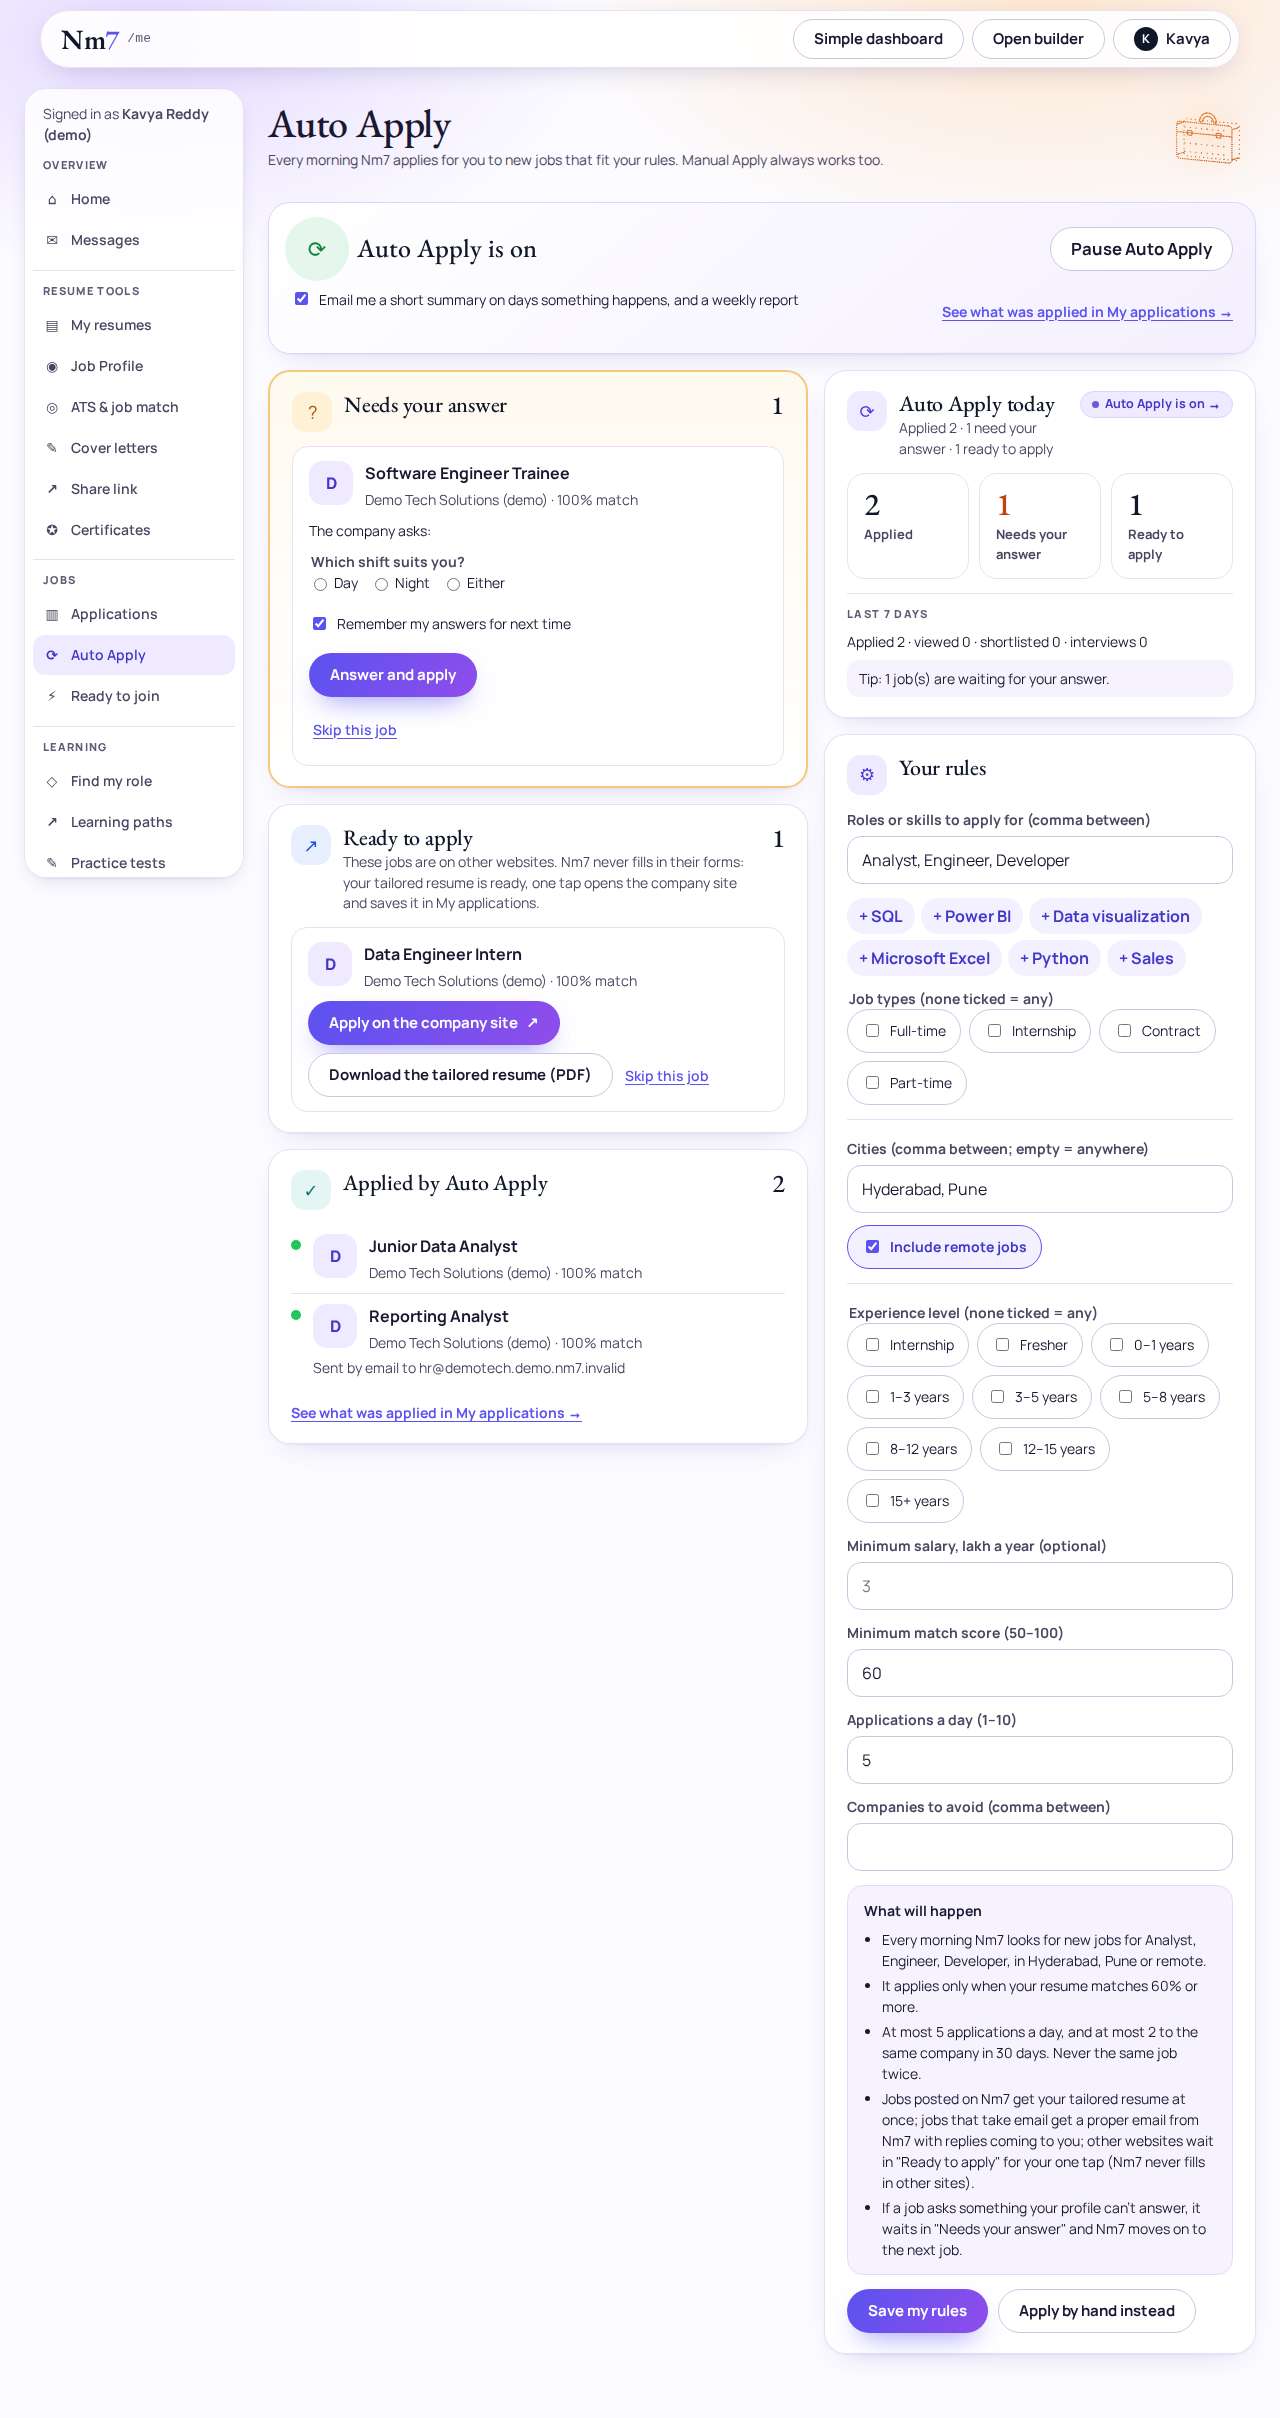 Nm7 /me
Simple dashboard
Open builder
K Kavya
Signed in as Kavya Reddy
(demo)
OVERVIEW
Home
Messages
RESUME TOOLS
My resumes
Job Profile
ATS & job match
Cover letters
Share link
Certificates
JOBS
Applications
Auto Apply
Ready to join
LEARNING
Find my role
Learning paths
Practice tests
Auto Apply
Every morning Nm7 applies for you to new jobs that fit your rules. Manual Apply always works too.
Auto Apply is on
Pause Auto Apply
Email me a short summary on days something happens, and a weekly report
See what was applied in My applications →
? Needs your answer 1
D Software Engineer Trainee
Demo Tech Solutions (demo) · 100% match
The company asks:
Which shift suits you?
Day Night Either
Remember my answers for next time
Answer and apply
Skip this job
↗ Ready to apply 1
These jobs are on other websites. Nm7 never fills in their forms:
your tailored resume is ready, one tap opens the company site
and saves it in My applications.
D Data Engineer Intern
Demo Tech Solutions (demo) · 100% match
Apply on the company site ↗
Download the tailored resume (PDF) Skip this job
✓ Applied by Auto Apply 2
D Junior Data Analyst
Demo Tech Solutions (demo) · 100% match
D Reporting Analyst
Demo Tech Solutions (demo) · 100% match
Sent by email to hr@demotech.demo.nm7.invalid
See what was applied in My applications →
Auto Apply today
Auto Apply is on →
Applied 2 · 1 need your
answer · 1 ready to apply
2
Applied
1
Needs your
answer
1
Ready to
apply
LAST 7 DAYS
Applied 2 · viewed 0 · shortlisted 0 · interviews 0
Tip: 1 job(s) are waiting for your answer.
Your rules
Roles or skills to apply for (comma between)
Analyst, Engineer, Developer
+ SQL + Power BI + Data visualization
+ Microsoft Excel + Python + Sales
Job types (none ticked = any)
Full-time Internship Contract
Part-time
Cities (comma between; empty = anywhere)
Hyderabad, Pune
Include remote jobs
Experience level (none ticked = any)
Internship Fresher 0–1 years
1–3 years 3–5 years 5–8 years
8–12 years 12–15 years
15+ years
Minimum salary, lakh a year (optional)
3
Minimum match score (50–100)
60
Applications a day (1–10)
5
Companies to avoid (comma between)
What will happen
• Every morning Nm7 looks for new jobs for Analyst,
Engineer, Developer, in Hyderabad, Pune or remote.
• It applies only when your resume matches 60% or
more.
• At most 5 applications a day, and at most 2 to the
same company in 30 days. Never the same job
twice.
• Jobs posted on Nm7 get your tailored resume at
once; jobs that take email get a proper email from
Nm7 with replies coming to you; other websites wait
in "Ready to apply" for your one tap (Nm7 never fills
in other sites).
• If a job asks something your profile can't answer, it
waits in "Needs your answer" and Nm7 moves on to
the next job.
Save my rules
Apply by hand instead